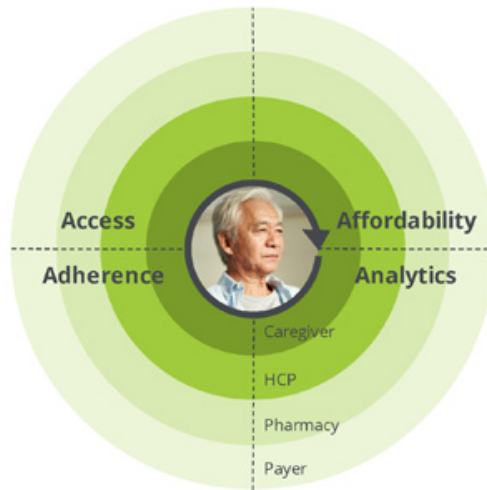 Access
Affordability
Adherence
Analytics
Caregiver
HCP
Pharmacy
Payer